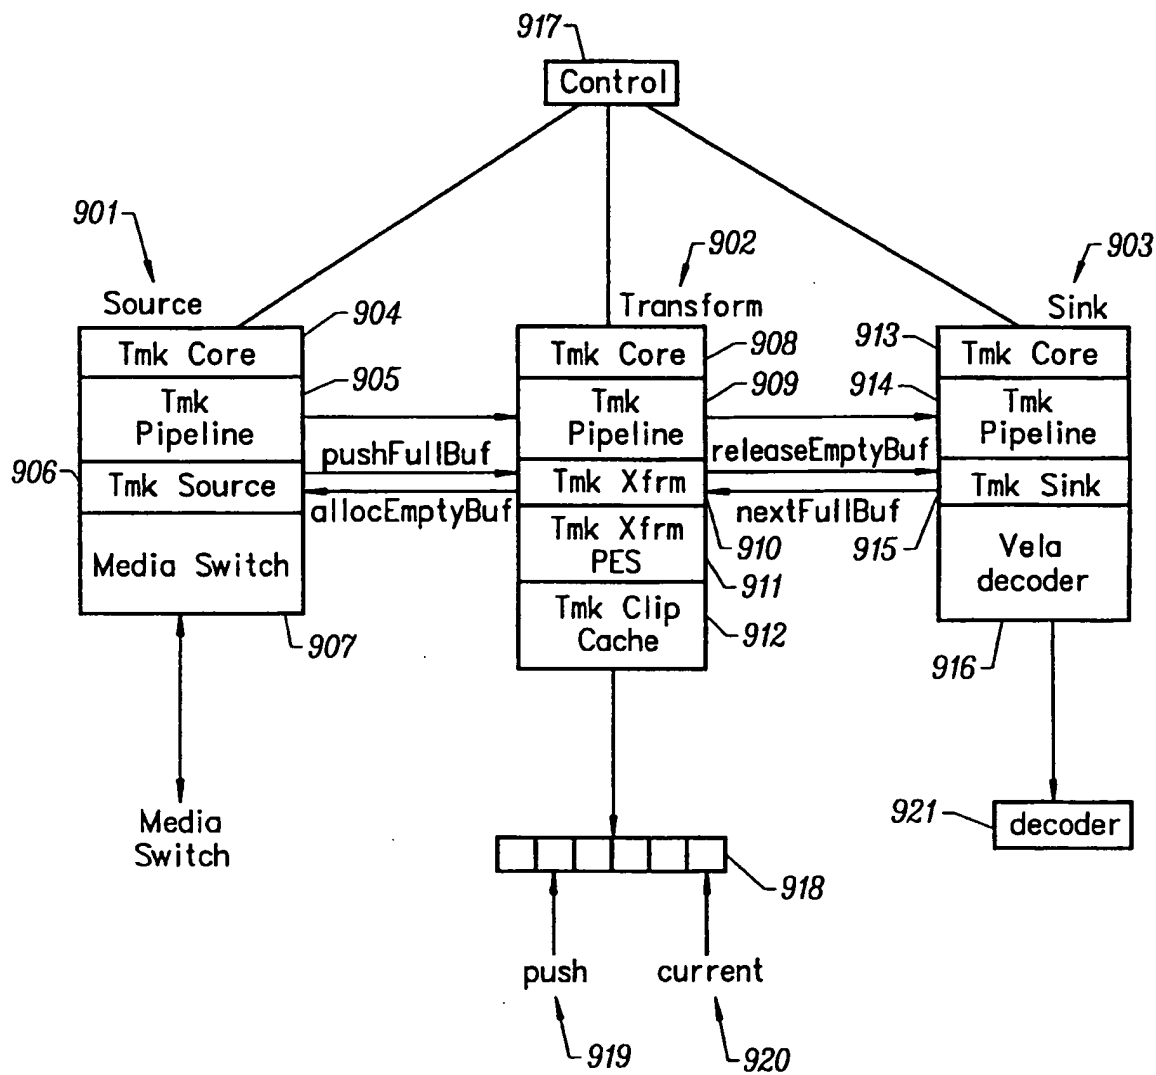 917
Control
901
902
903
Source
904
Transform
Sink
908
913
Tmk Core
Tmk Core
Tmk Core
905
909
914
Tmk
Pipeline
Tmk
Pipeline
Tmk
Pipeline
906
pushFullBuf
releaseEmptyBuf
Tmk Source
Tmk Xfrm
Tmk Sink
allocEmptyBuf
nextFullBuf
910
915
Media Switch
Tmk Xfrm
PES
Vela
decoder
911
Tmk Clip
Cache
912
907
916
Media
Switch
921
decoder
918
push
current
919
920